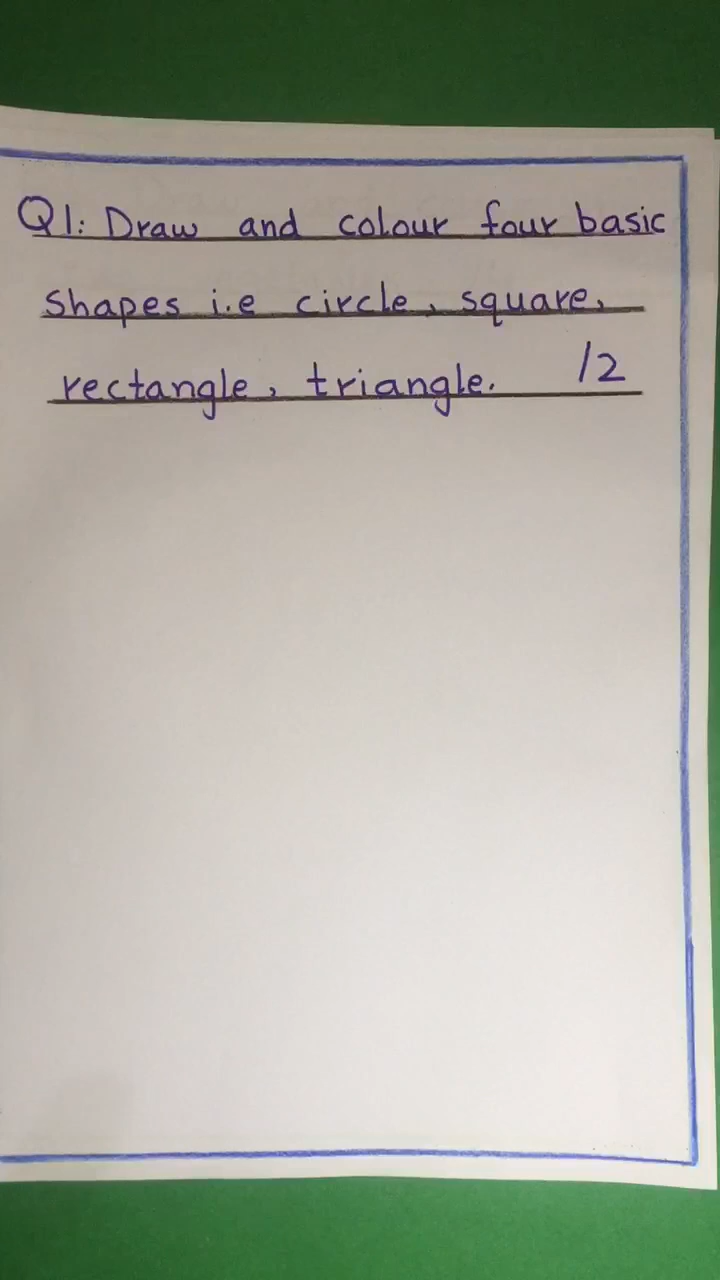 Q1: Draw and colour four basic
shapes i.e circle, square,
rectangle, triangle. /2